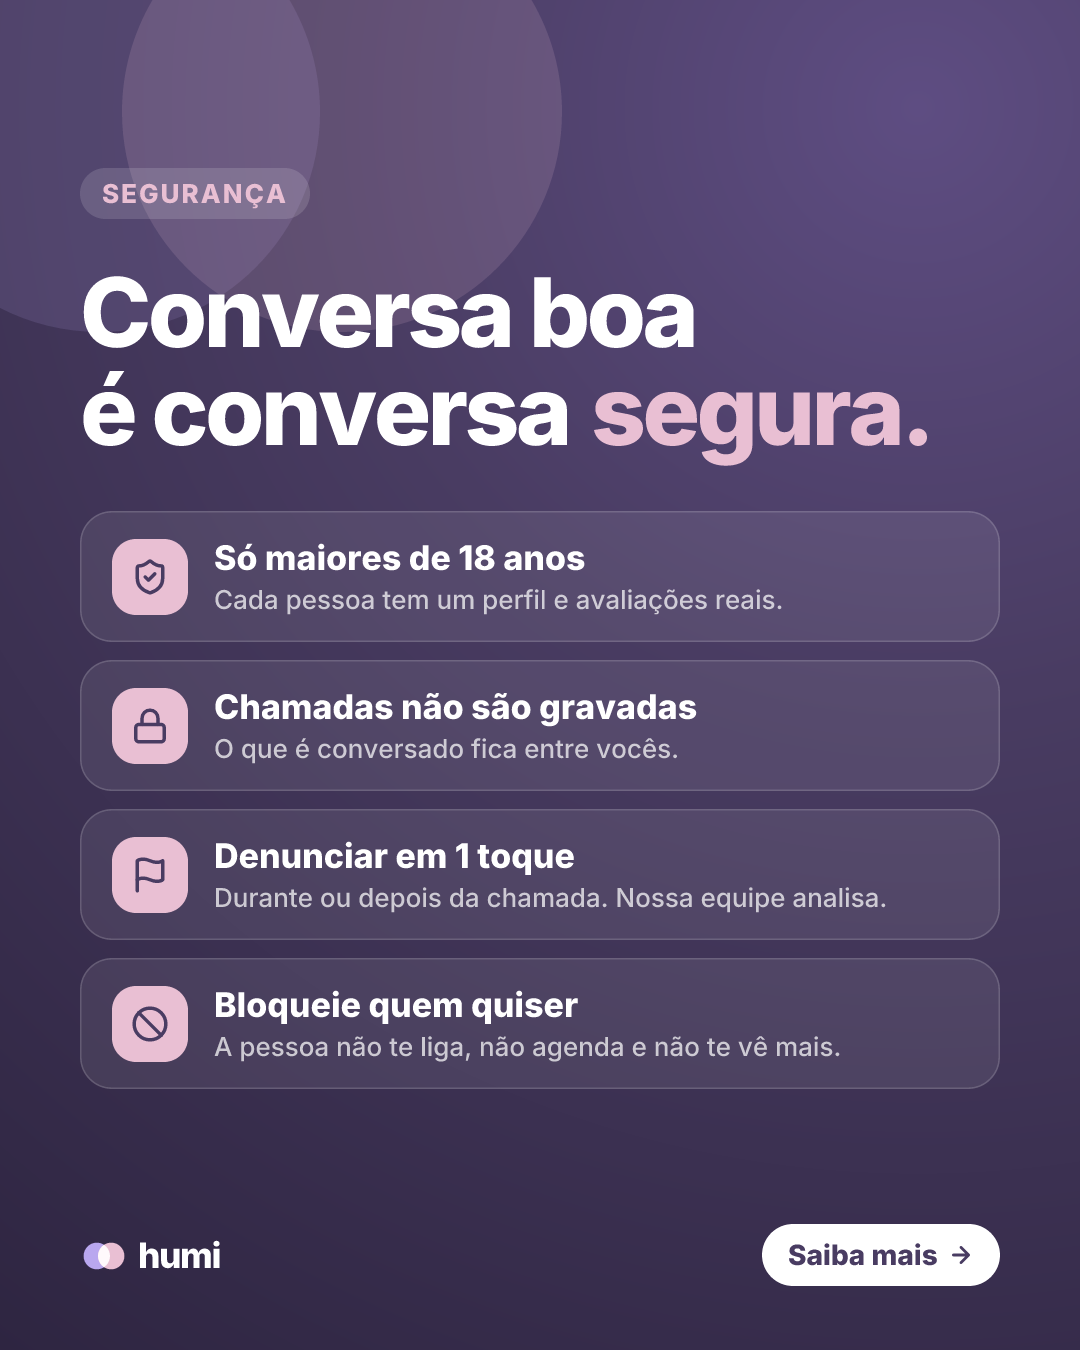 SEGURANÇA
Conversa boa
é conversa segura.
Só maiores de 18 anos
Cada pessoa tem um perfil e avaliações reais.
Chamadas não são gravadas
O que é conversado fica entre vocês.
Denunciar em 1 toque
Durante ou depois da chamada. Nossa equipe analisa.
Bloqueie quem quiser
A pessoa não te liga, não agenda e não te vê mais.
humi
Saiba mais →